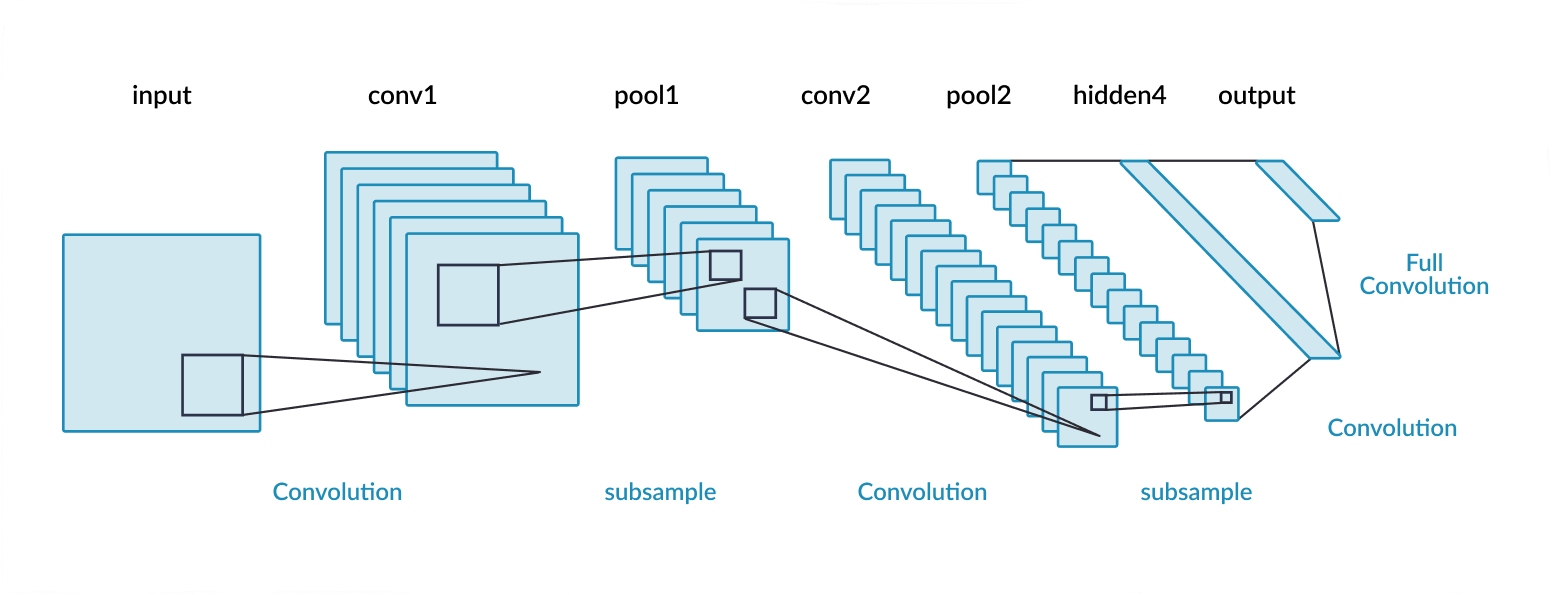 input conv1 pool1 conv2 pool2 hidden4 output
Full
Convolution
Convolution
Convolution subsample Convolution subsample